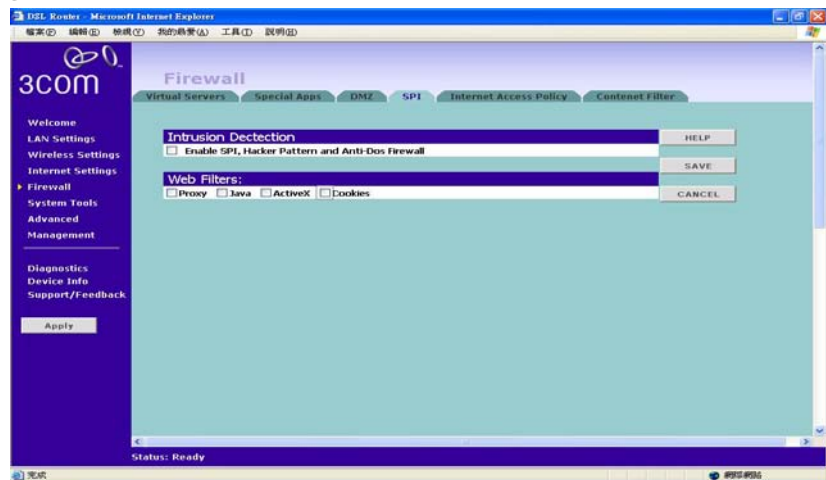 DSL Router - Microsoft Internet Explorer
檔案(F) 編輯(E) 檢視(V) 我的最愛(A) 工具(T) 說明(H)
3COM
Firewall
Virtual Servers Special Apps DMZ SPI Internet Access Policy Contenet Filter
Welcome
LAN Settings
Wireless Settings
Internet Settings
Firewall
System Tools
Advanced
Management
Diagnostics
Device Info
Support/Feedback
Apply
Intrusion Dectection
Enable SPI, Hacker Pattern and Anti-Dos Firewall
Web Filters:
Proxy Java ActiveX Cookies
HELP
SAVE
CANCEL
Status: Ready
完成
網際網路